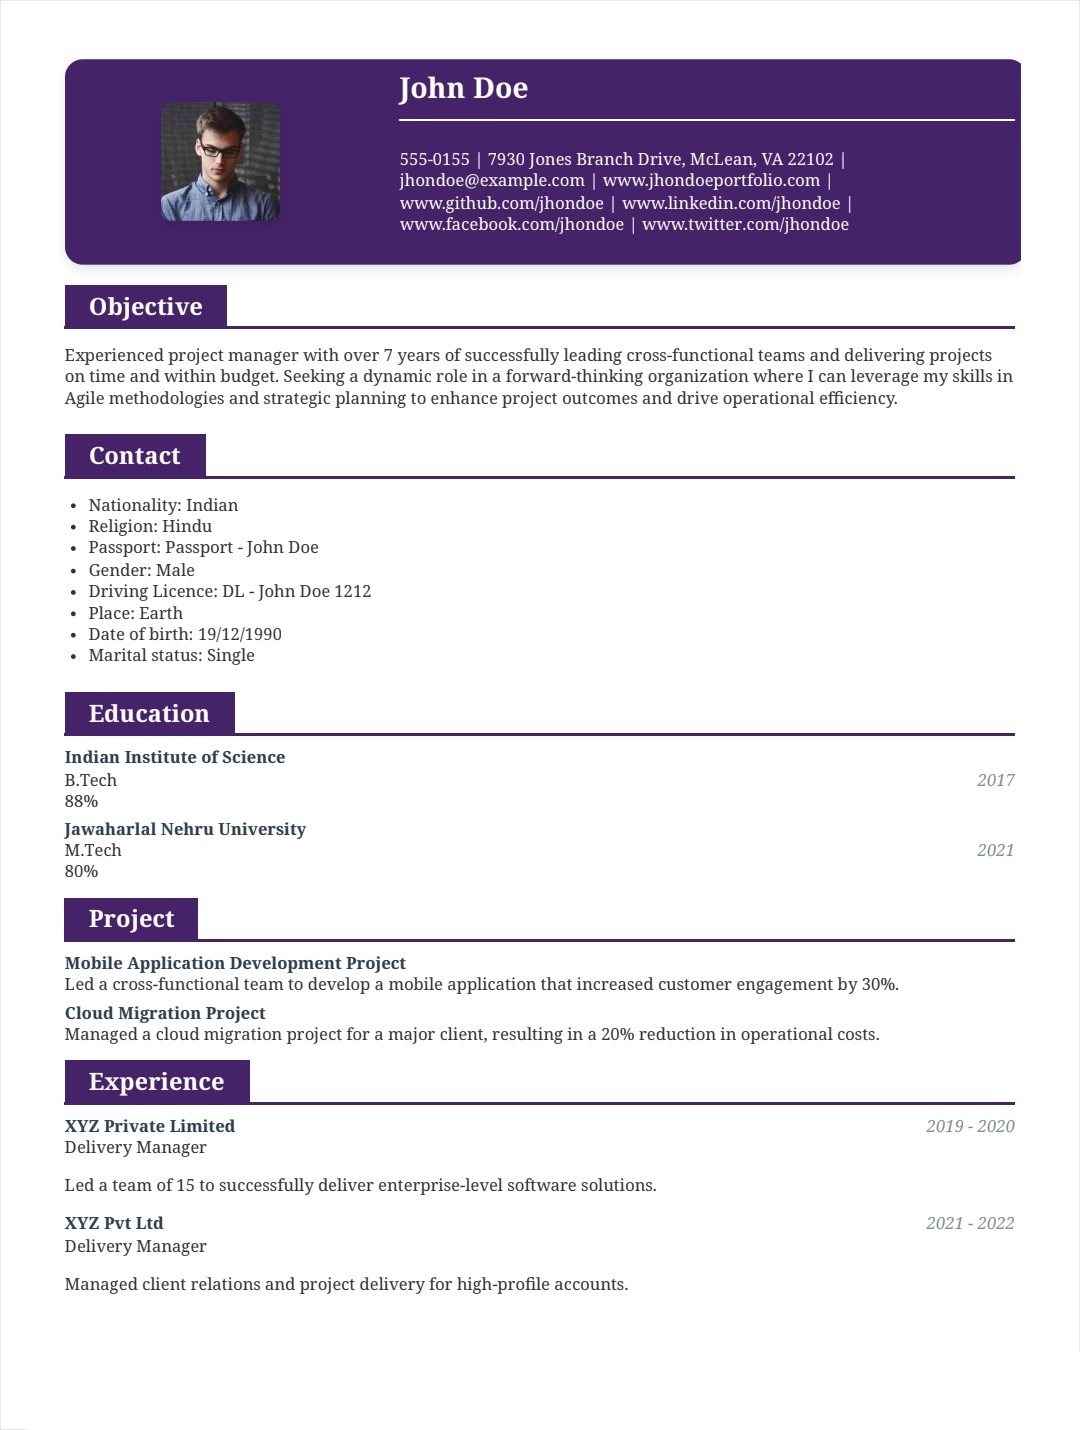 John Doe
555-0155 | 7930 Jones Branch Drive, McLean, VA 22102 |
jhondoe@example.com | www.jhondoeportfolio.com |
www.github.com/jhondoe | www.linkedin.com/jhondoe |
www.facebook.com/jhondoe | www.twitter.com/jhondoe
Objective
Experienced project manager with over 7 years of successfully leading cross-functional teams and delivering projects
on time and within budget. Seeking a dynamic role in a forward-thinking organization where I can leverage my skills in
Agile methodologies and strategic planning to enhance project outcomes and drive operational efficiency.
Contact
• Nationality: Indian
• Religion: Hindu
• Passport: Passport - John Doe
• Gender: Male
• Driving Licence: DL - John Doe 1212
• Place: Earth
• Date of birth: 19/12/1990
• Marital status: Single
Education
Indian Institute of Science
B.Tech 2017
88%
Jawaharlal Nehru University
M.Tech 2021
80%
Project
Mobile Application Development Project
Led a cross-functional team to develop a mobile application that increased customer engagement by 30%.
Cloud Migration Project
Managed a cloud migration project for a major client, resulting in a 20% reduction in operational costs.
Experience
XYZ Private Limited 2019 - 2020
Delivery Manager
Led a team of 15 to successfully deliver enterprise-level software solutions.
XYZ Pvt Ltd 2021 - 2022
Delivery Manager
Managed client relations and project delivery for high-profile accounts.